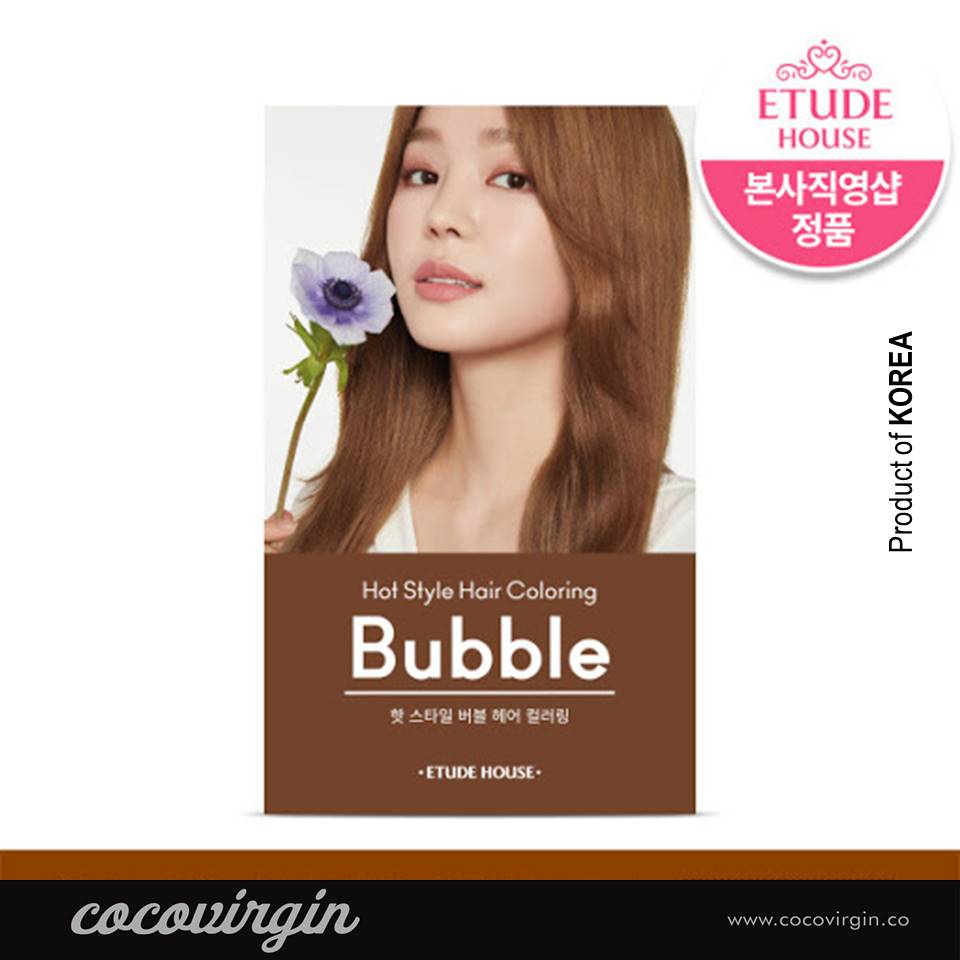 ETUDE
HOUSE
본사직영샵
정품
Product of KOREA
Hot Style Hair Coloring
Bubble
핫 스타일 버블 헤어 컬러링
·ETUDE HOUSE·
cocovirgin
www.cocovirgin.co